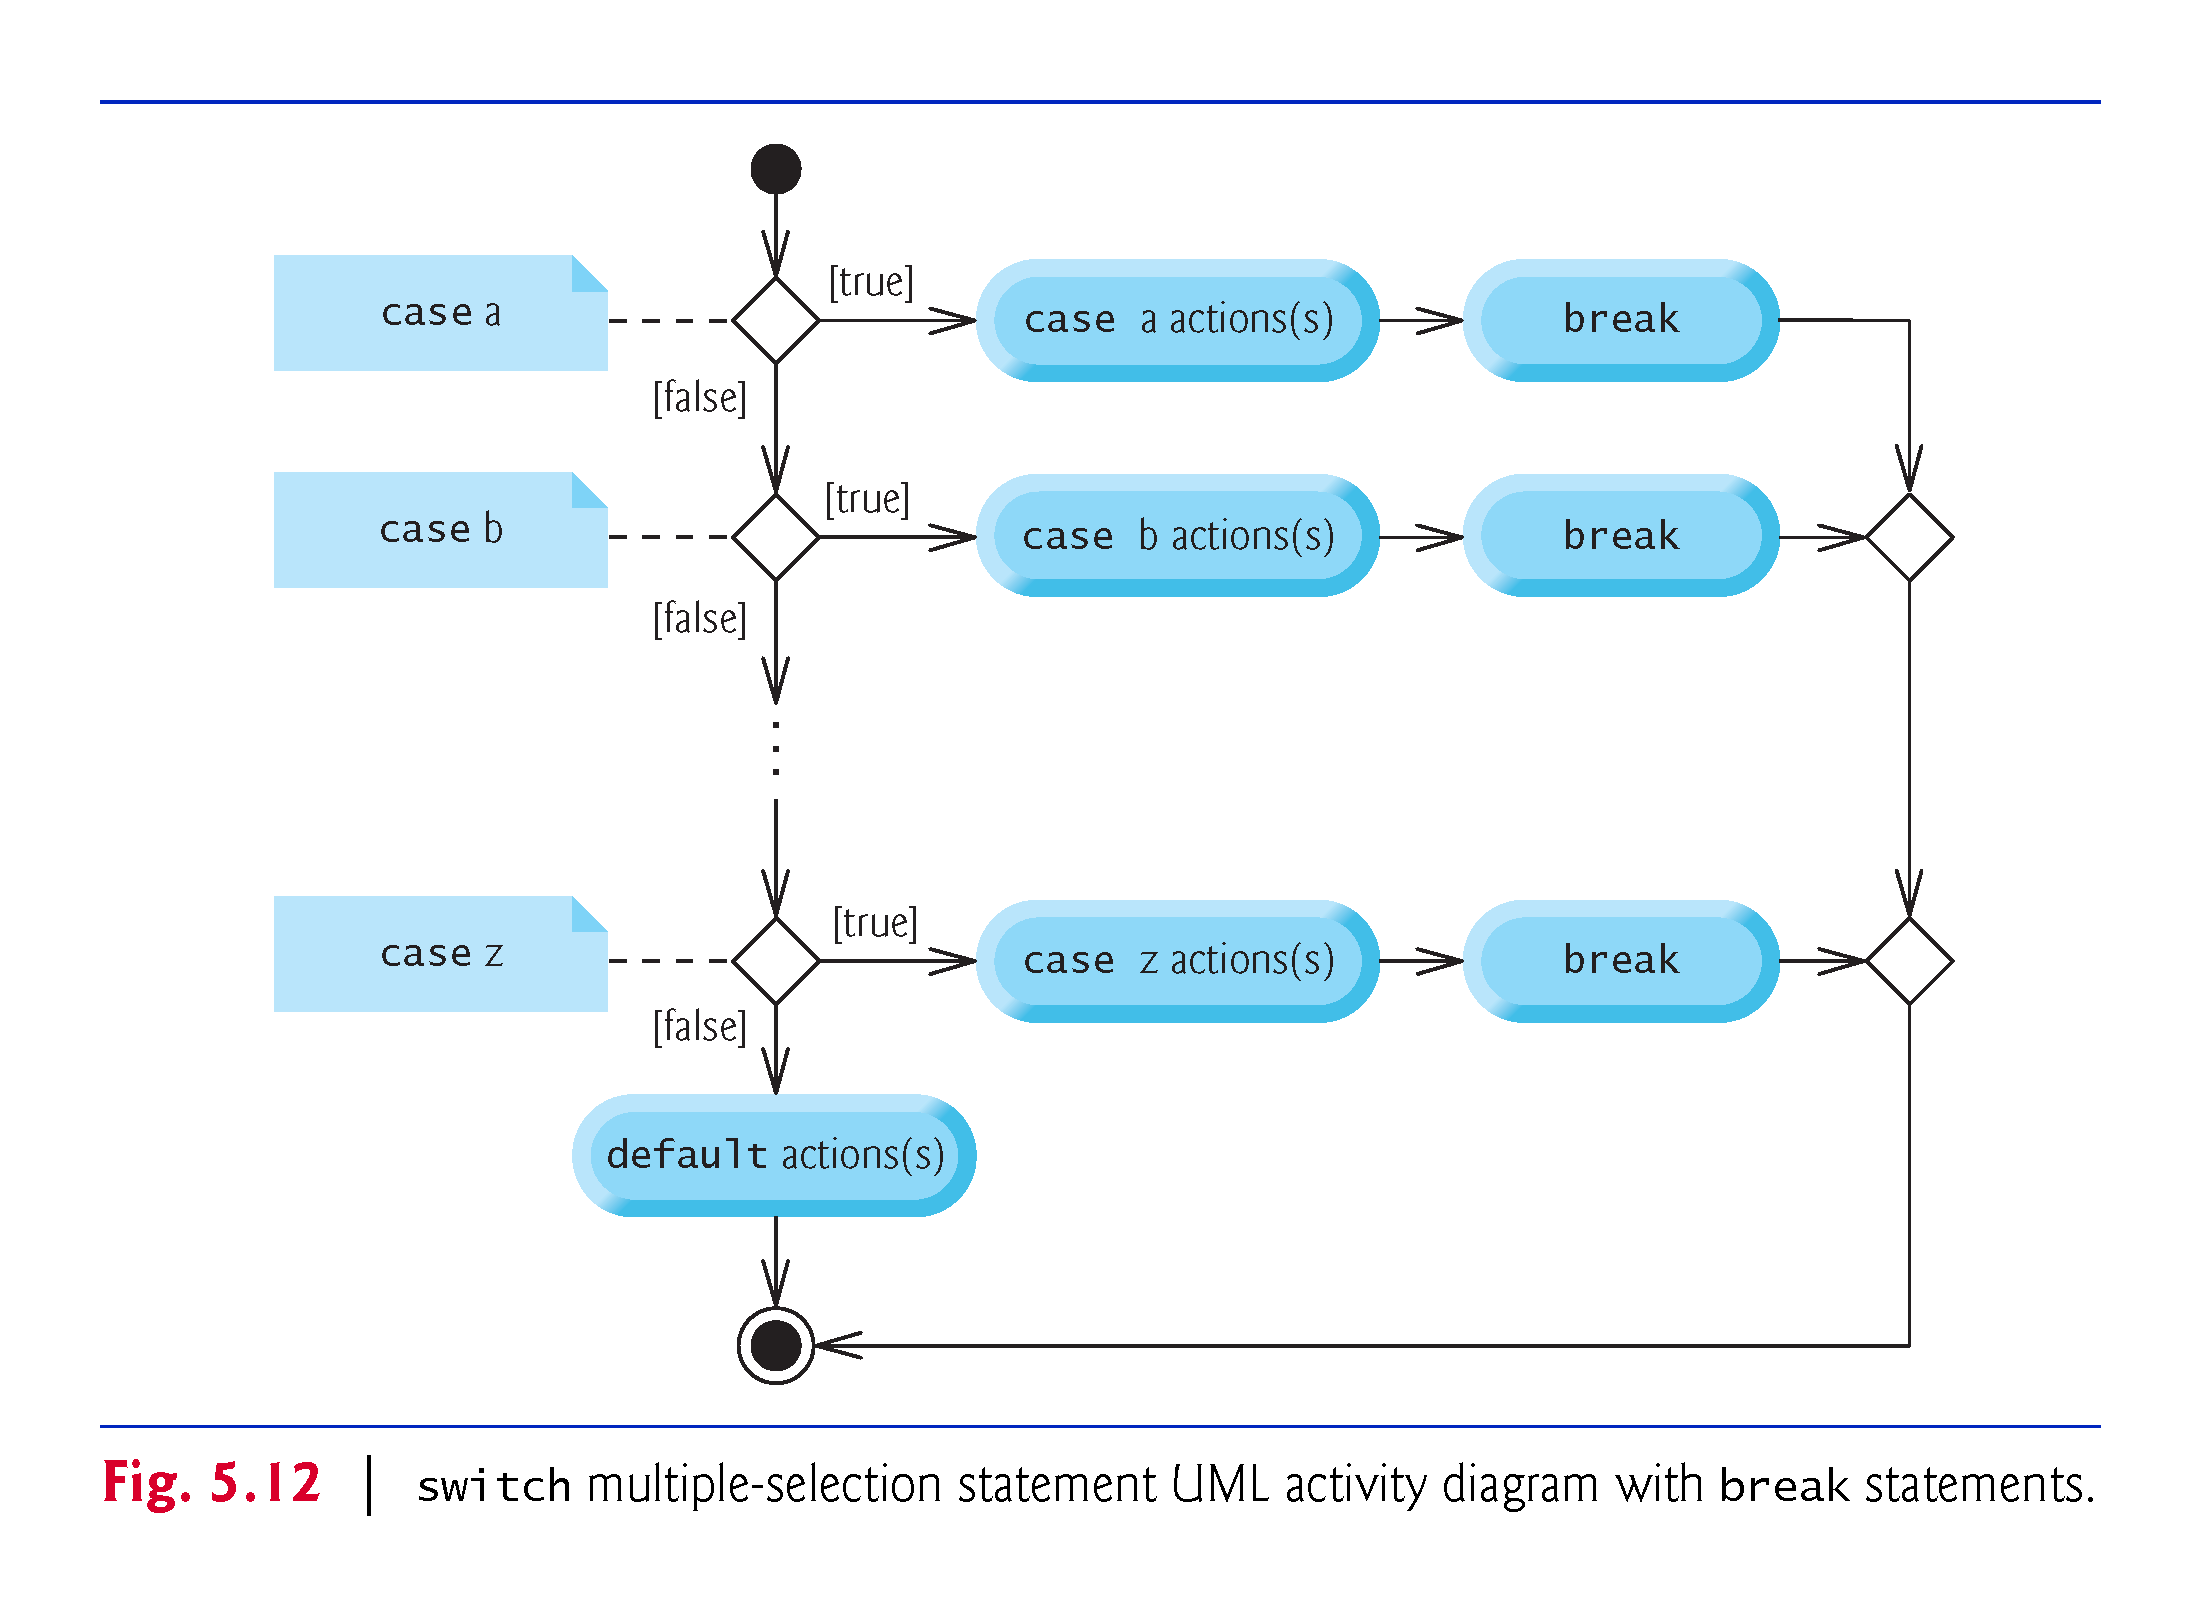 case a
[true]
case a actions(s)
break
[false]
case b
[true]
case b actions(s)
break
[false]
case z
[true]
case z actions(s)
break
[false]
default actions(s)
Fig. 5.12 | switch multiple-selection statement UML activity diagram with break statements.